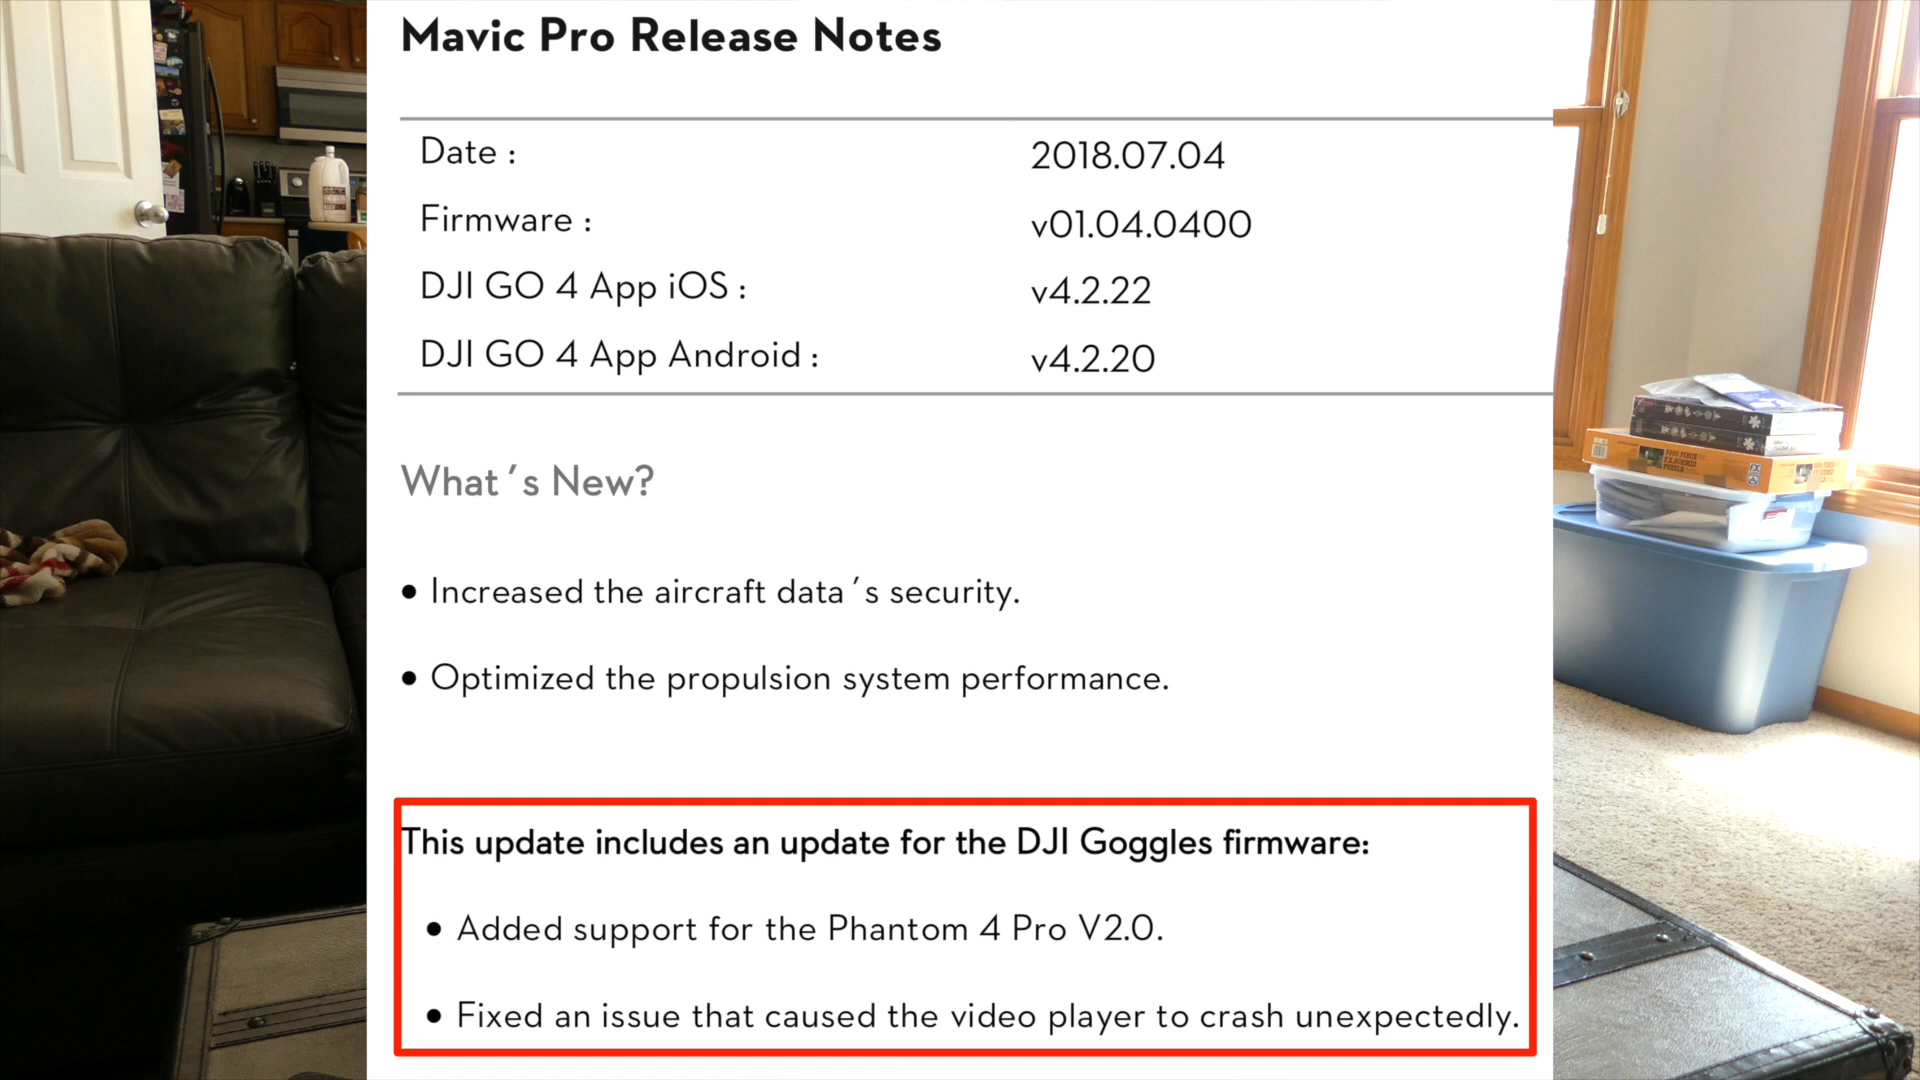 Mavic Pro Release Notes
Date : 2018.07.04
Firmware : v01.04.0400
DJI GO 4 App iOS : v4.2.22
DJI GO 4 App Android : v4.2.20
What´s New?
• Increased the aircraft data´s security.
• Optimized the propulsion system performance.
This update includes an update for the DJI Goggles firmware:
• Added support for the Phantom 4 Pro V2.0.
• Fixed an issue that caused the video player to crash unexpectedly.